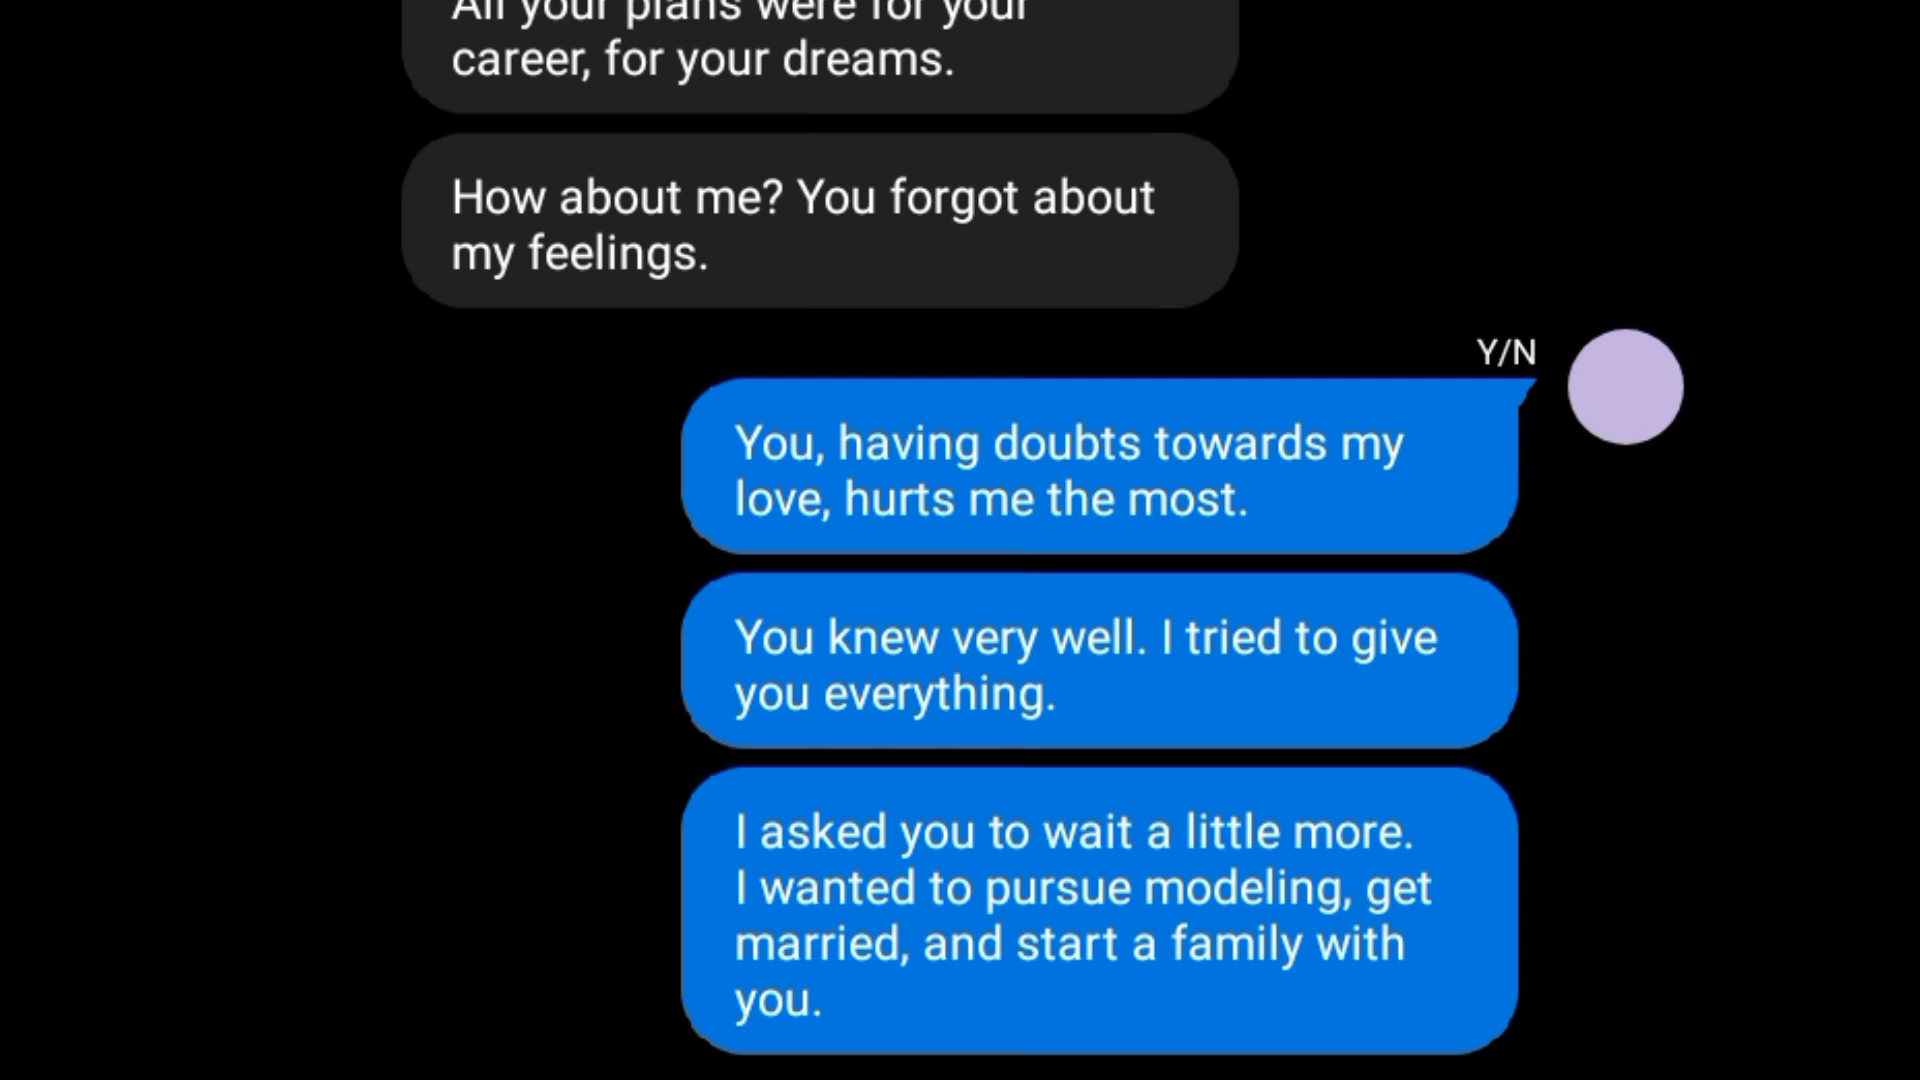 All your plans were for your
career, for your dreams.
How about me? You forgot about
my feelings.
Y/N
You, having doubts towards my
love, hurts me the most.
You knew very well. I tried to give
you everything.
I asked you to wait a little more.
I wanted to pursue modeling, get
married, and start a family with
you.